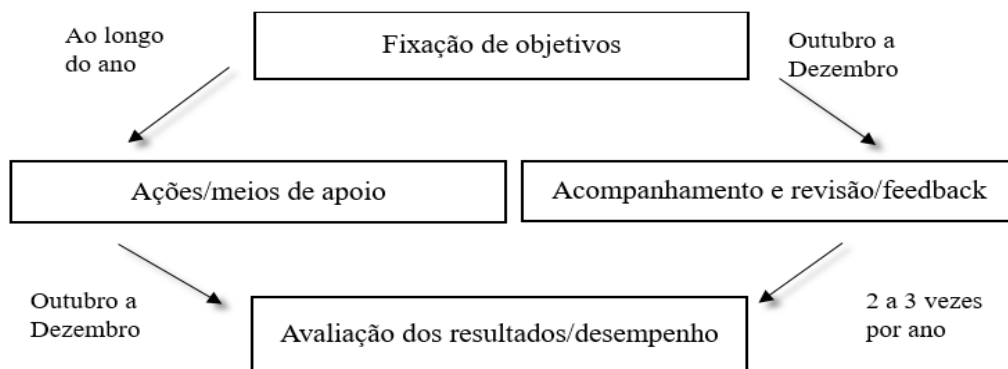 Fixação de objetivos
Ao longo
do ano
Outubro a
Dezembro
Ações/meios de apoio
Acompanhamento e revisão/feedback
Outubro a
Dezembro
Avaliação dos resultados/desempenho
2 a 3 vezes
por ano